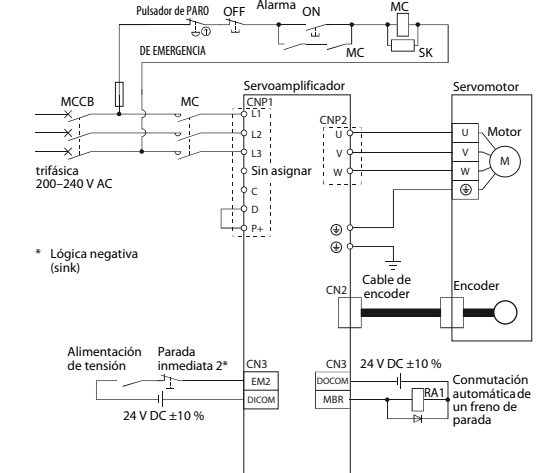 Pulsador de PARO
OFF
Alarma
ON
MC
MC
SK
DE EMERGENCIA
MCCB
MC
Servoamplificador
CNP1
L1
L2
L3
Sin asignar
C
D
P+
CNP2
U
V
W
Servomotor
U
V
W
Motor
M
trifásica
200–240 V AC
* Lógica negativa
(sink)
CN2
Cable de
encoder
Encoder
Alimentación
de tensión
Parada
inmediata 2*
CN3
EM2
DICOM
24 V DC ±10 %
CN3
DOCOM
MBR
24 V DC ±10 %
RA1
Conmutación
automática de
un freno de
parada